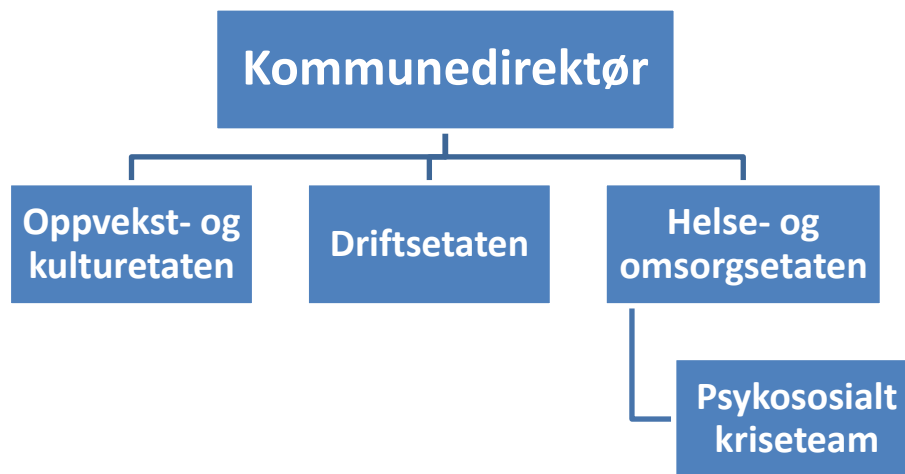 Kommunedirektør
Oppvekst- og
kulturetaten
Driftsetaten
Helse- og
omsorgsetaten
Psykososialt
kriseteam